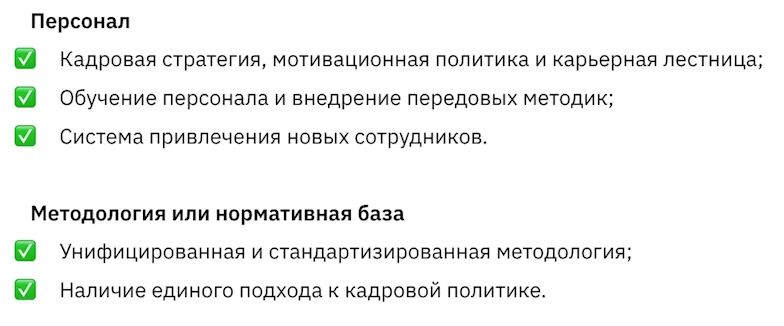 Персонал
✅ Кадровая стратегия, мотивационная политика и карьерная лестница;
✅ Обучение персонала и внедрение передовых методик;
✅ Система привлечения новых сотрудников.
Методология или нормативная база
✅ Унифицированная и стандартизированная методология;
✅ Наличие единого подхода к кадровой политике.